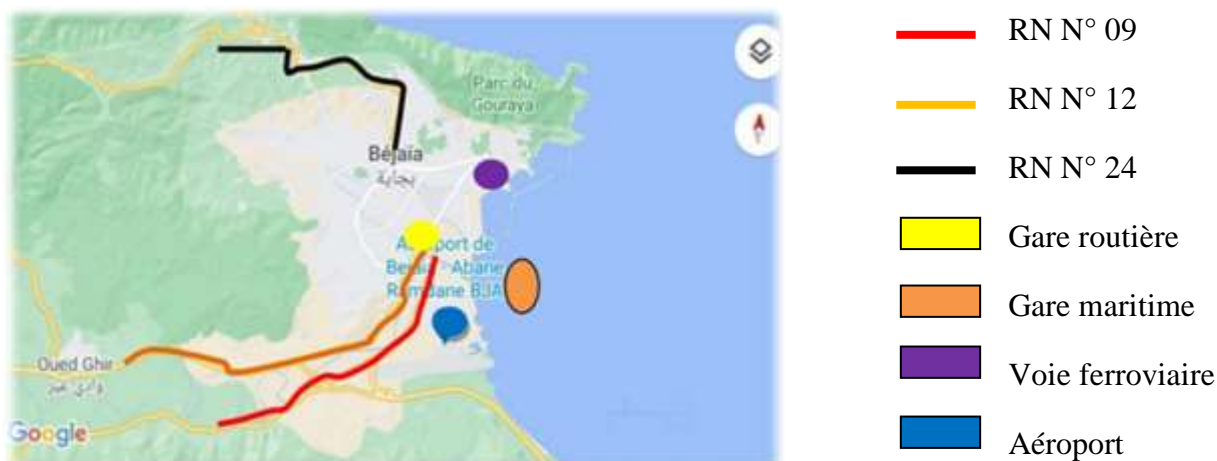 Parc du
Gouraya
Béjaïa
بجاية
Aéroport de
Béjaïa - Abane
Ramdane BJA
Oued Ghir
وادي غير
Google
RN N° 09
RN N° 12
RN N° 24
Gare routière
Gare maritime
Voie ferroviaire
Aéroport